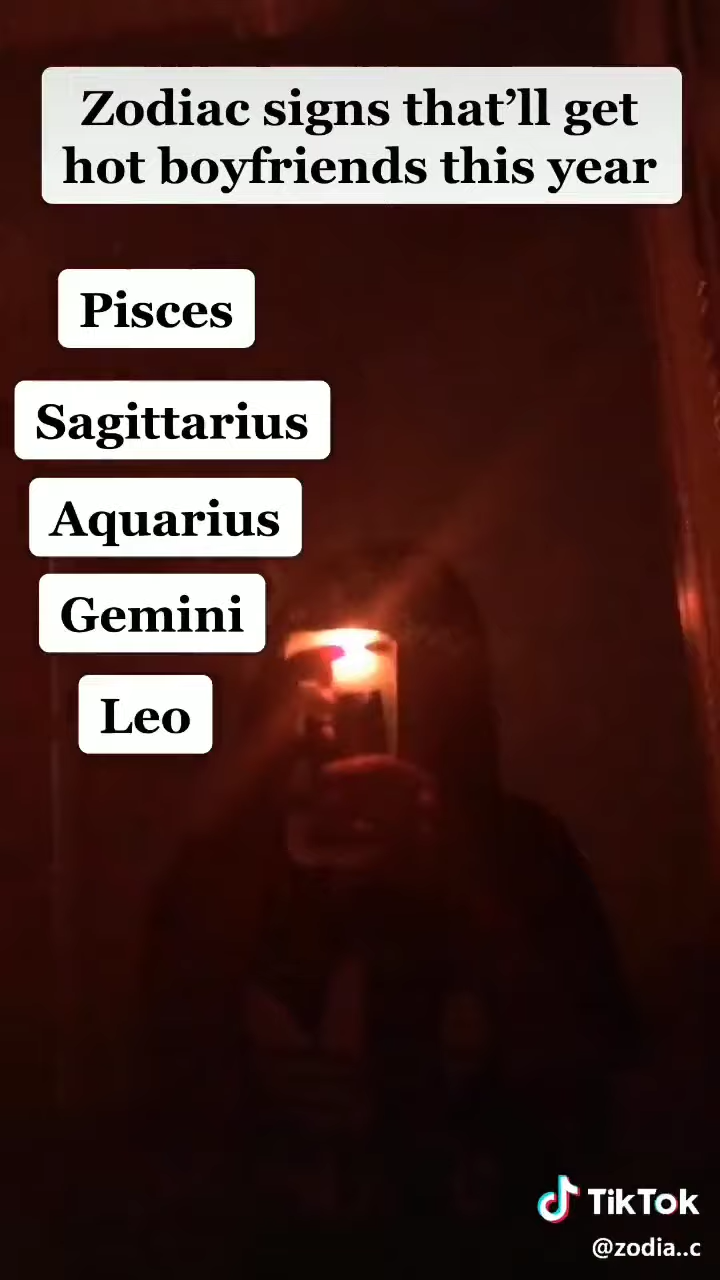 Zodiac signs that’ll get
hot boyfriends this year
Pisces
Sagittarius
Aquarius
Gemini
Leo
TikTok
@zodia..c